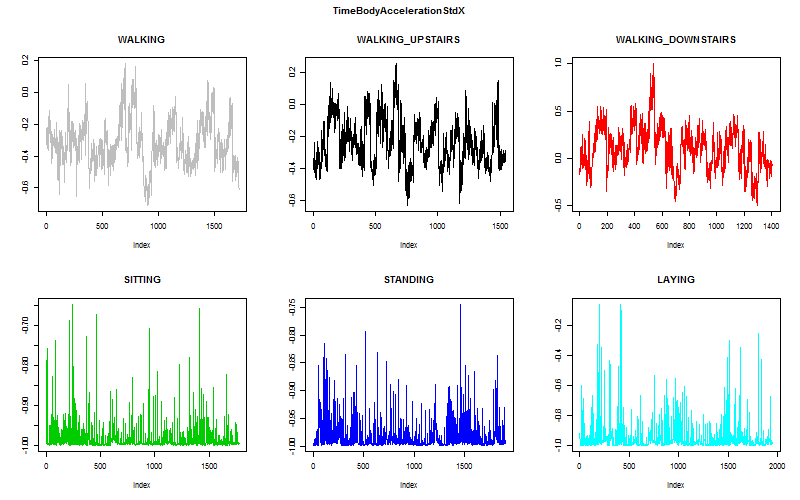 TimeBodyAccelerationStdX
WALKING
WALKING_UPSTAIRS
WALKING_DOWNSTAIRS
0.2
0.0
-0.2
-0.4
-0.6
0 500 1000 1500
Index
0.2
0.0
-0.2
-0.4
-0.6
0 500 1000 1500
Index
1.0
0.5
0.0
-0.5
0 200 400 600 800 1000 1200 1400
Index
SITTING
STANDING
LAYING
-0.70
-0.80
-0.90
-1.00
0 500 1000 1500
Index
-0.75
-0.80
-0.85
-0.90
-0.95
-1.00
0 500 1000 1500
Index
-0.2
-0.4
-0.6
-0.8
-1.0
0 500 1000 1500 2000
Index